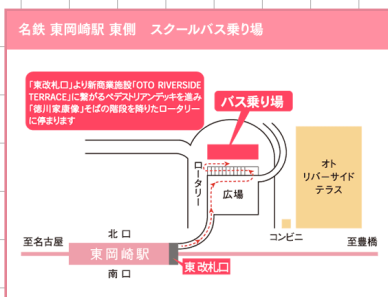 名鉄 東岡崎駅 東側　スクールバス乗り場
「東改札口」より新商業施設「OTO RIVERSIDE
TERRACE」に繋がるペデストリアンデッキを進み
「徳川家康像」そばの階段を降りたロータリー
に停まります
バス乗り場
ロータリー
広場
オト
リバーサイド
テラス
コンビニ
北口
至名古屋
至豊橋
東岡崎駅
東改札口
南口